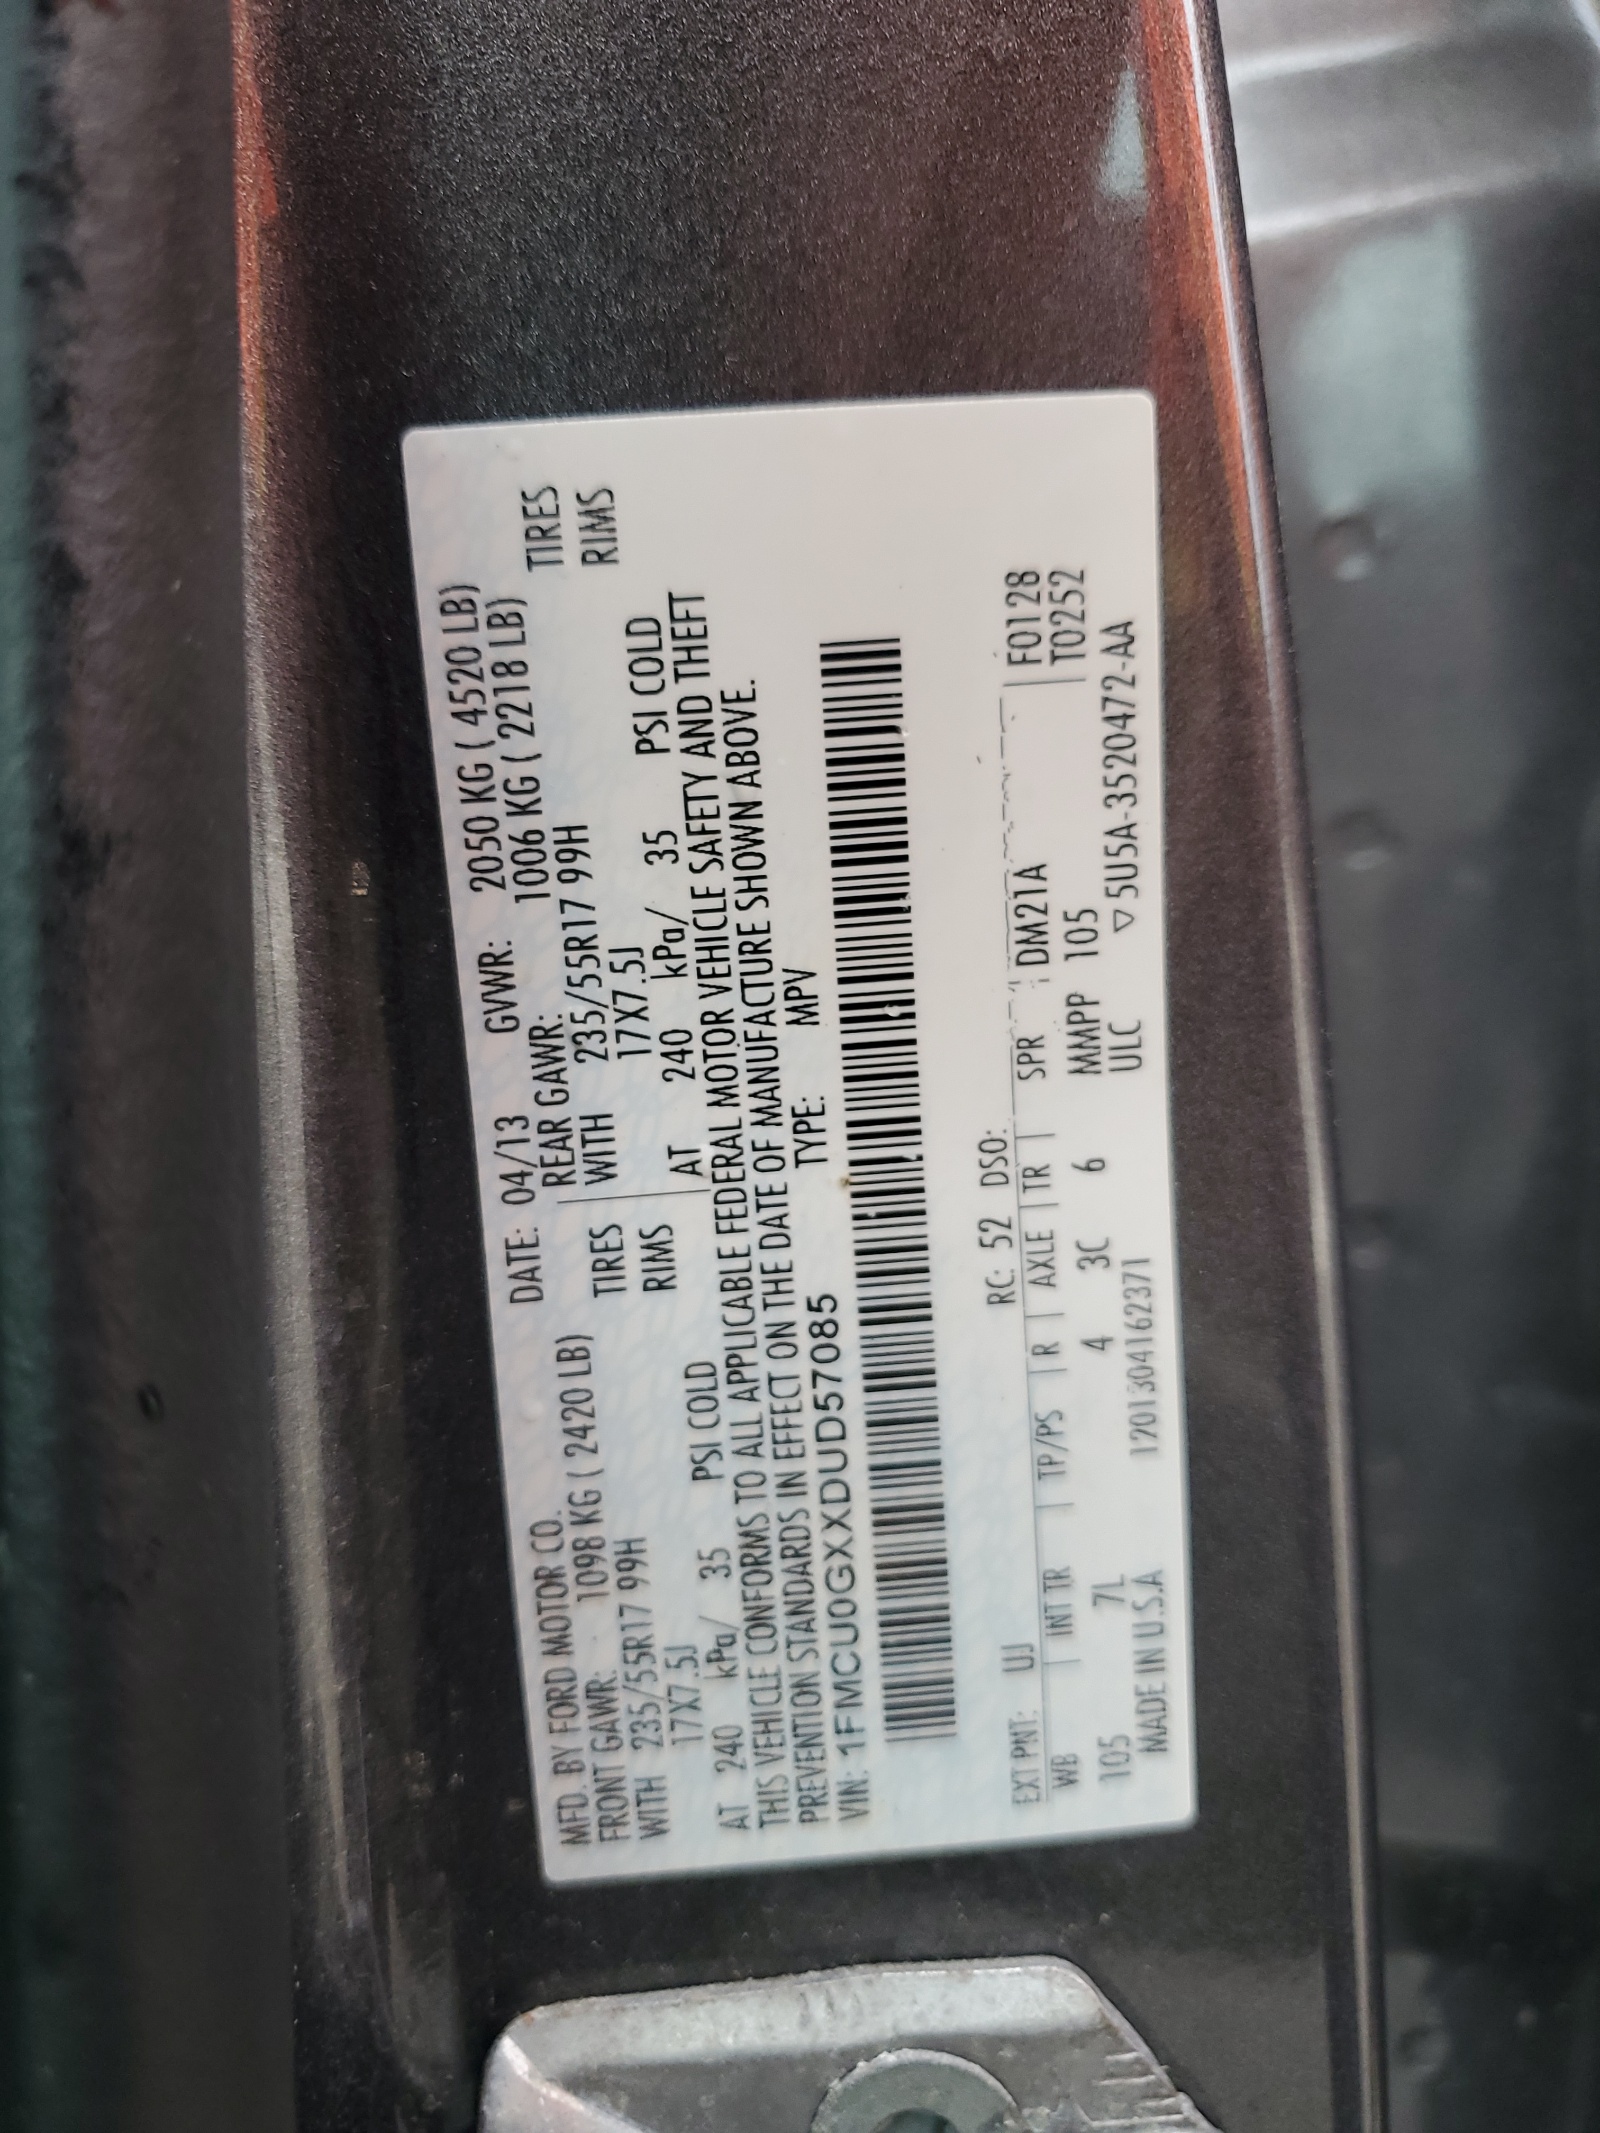 MFD. BY FORD MOTOR CO. DATE: 04/13 GVWR: 2050 KG ( 4520 LB)
FRONT GAWR: 1098 KG ( 2420 LB) REAR GAWR: 1006 KG ( 2218 LB)
WITH 235/55R17 99H TIRES WITH 235/55R17 99H TIRES
17X7.5J RIMS 17X7.5J RIMS
AT 240 kPa/ 35 PSI COLD AT 240 kPa/ 35 PSI COLD
THIS VEHICLE CONFORMS TO ALL APPLICABLE FEDERAL MOTOR VEHICLE SAFETY AND THEFT
PREVENTION STANDARDS IN EFFECT ON THE DATE OF MANUFACTURE SHOWN ABOVE.
VIN: 1FMCU0GXXDUD57085 TYPE: MPV
EXT PNT: UJ RC: 52 DSO:
WB | INT TR | TP/PS | R | AXLE | TR | SPR DM21A F0128
105 7L 4 3C 6 MMPP 105 T0252
MADE IN U.S.A 1201304162371 ULC ▽5U5A-3520472-AA